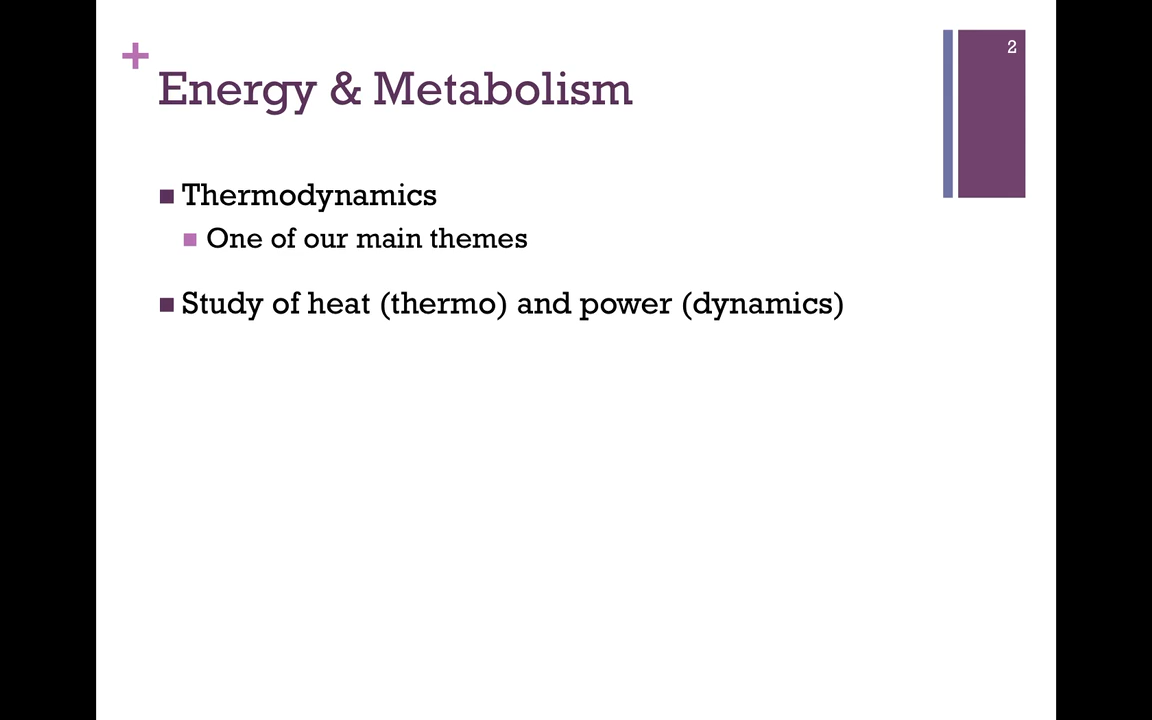 +
2
Energy & Metabolism
Thermodynamics
One of our main themes
Study of heat (thermo) and power (dynamics)